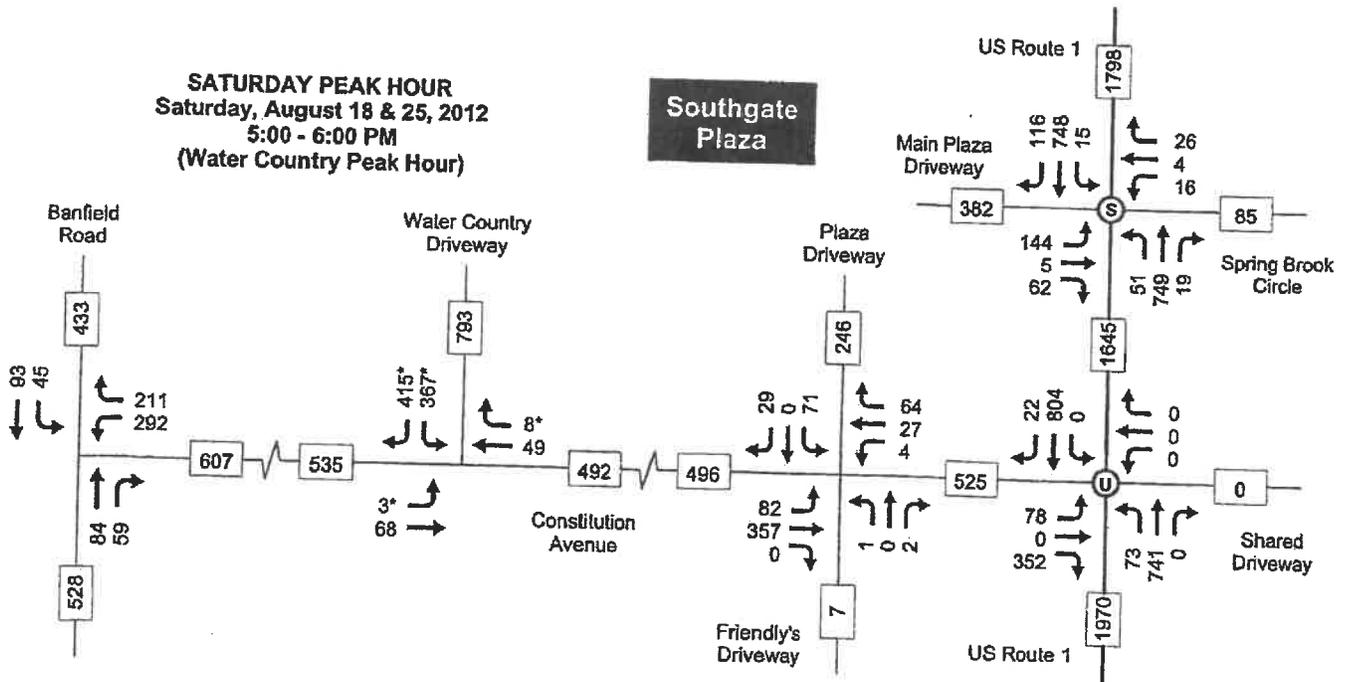 SATURDAY PEAK HOUR
Saturday, August 18 & 25, 2012
5:00 - 6:00 PM
(Water Country Peak Hour)
Southgate
Plaza
US Route 1
1798
Main Plaza
Driveway
116
748
15
26
4
16
382
S
85
144
5
62
51
749
19
Spring Brook
Circle
1645
Banfield
Road
433
93
45
211
292
84
59
528
607
535
Water Country
Driveway
793
415*
367*
8*
49
3*
68
492
496
Constitution
Avenue
Plaza
Driveway
246
29
0
71
64
27
4
82
357
0
1
0
2
7
Friendly's
Driveway
525
22
804
0
0
0
0
U
0
78
0
352
73
741
0
Shared
Driveway
1970
US Route 1